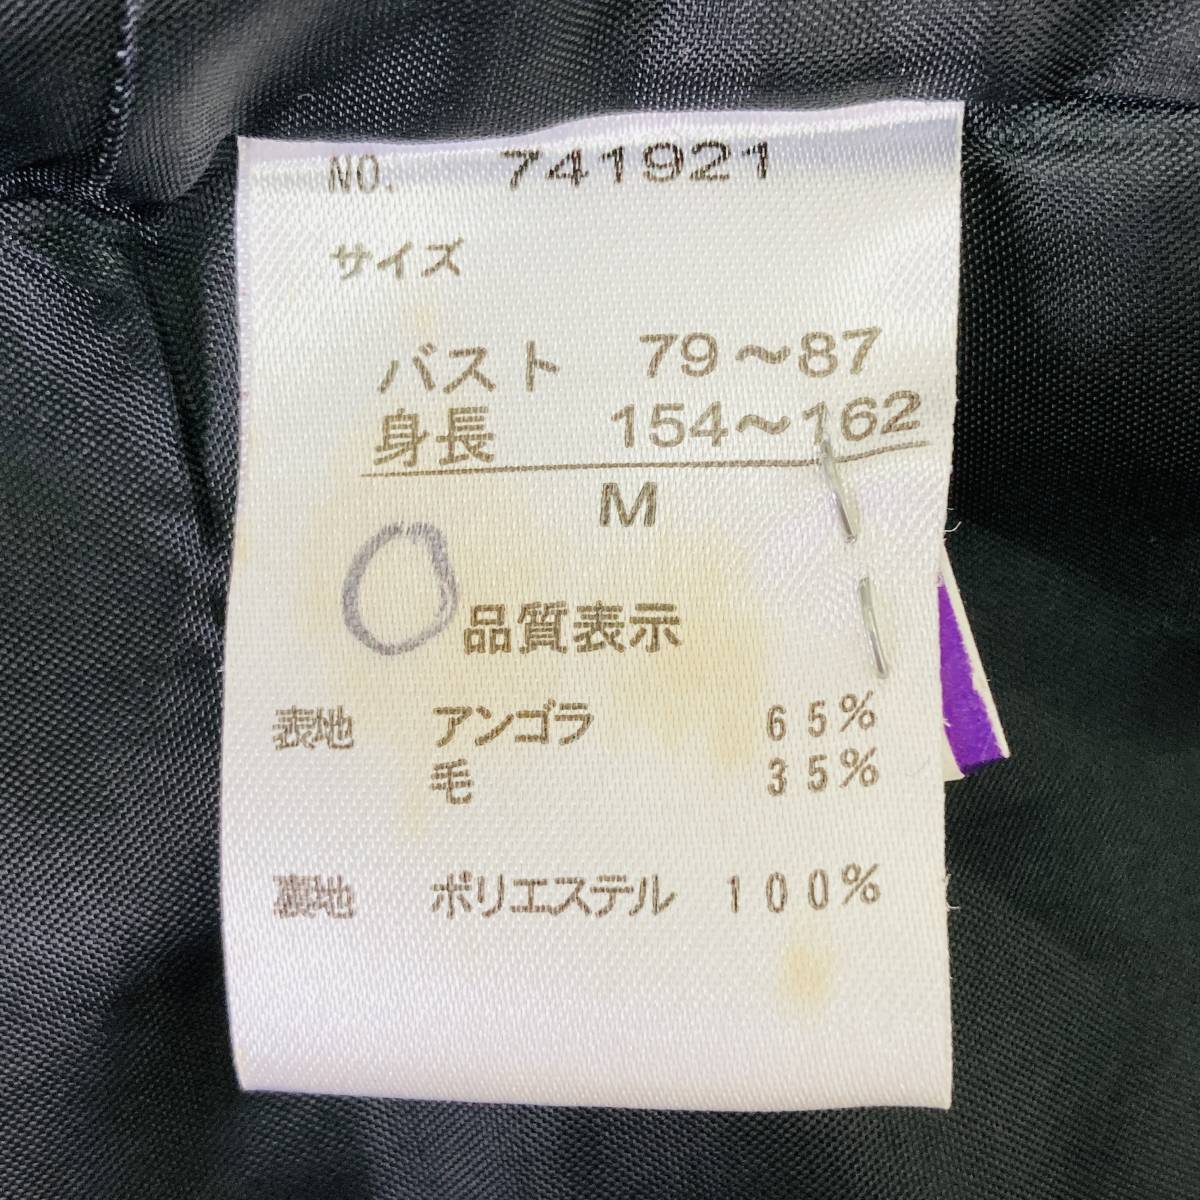 NO. 741921
サイズ
バスト 79～87
身長 154～162
M
品質表示
表地 アンゴラ 65%
毛 35%
裏地 ポリエステル 100%